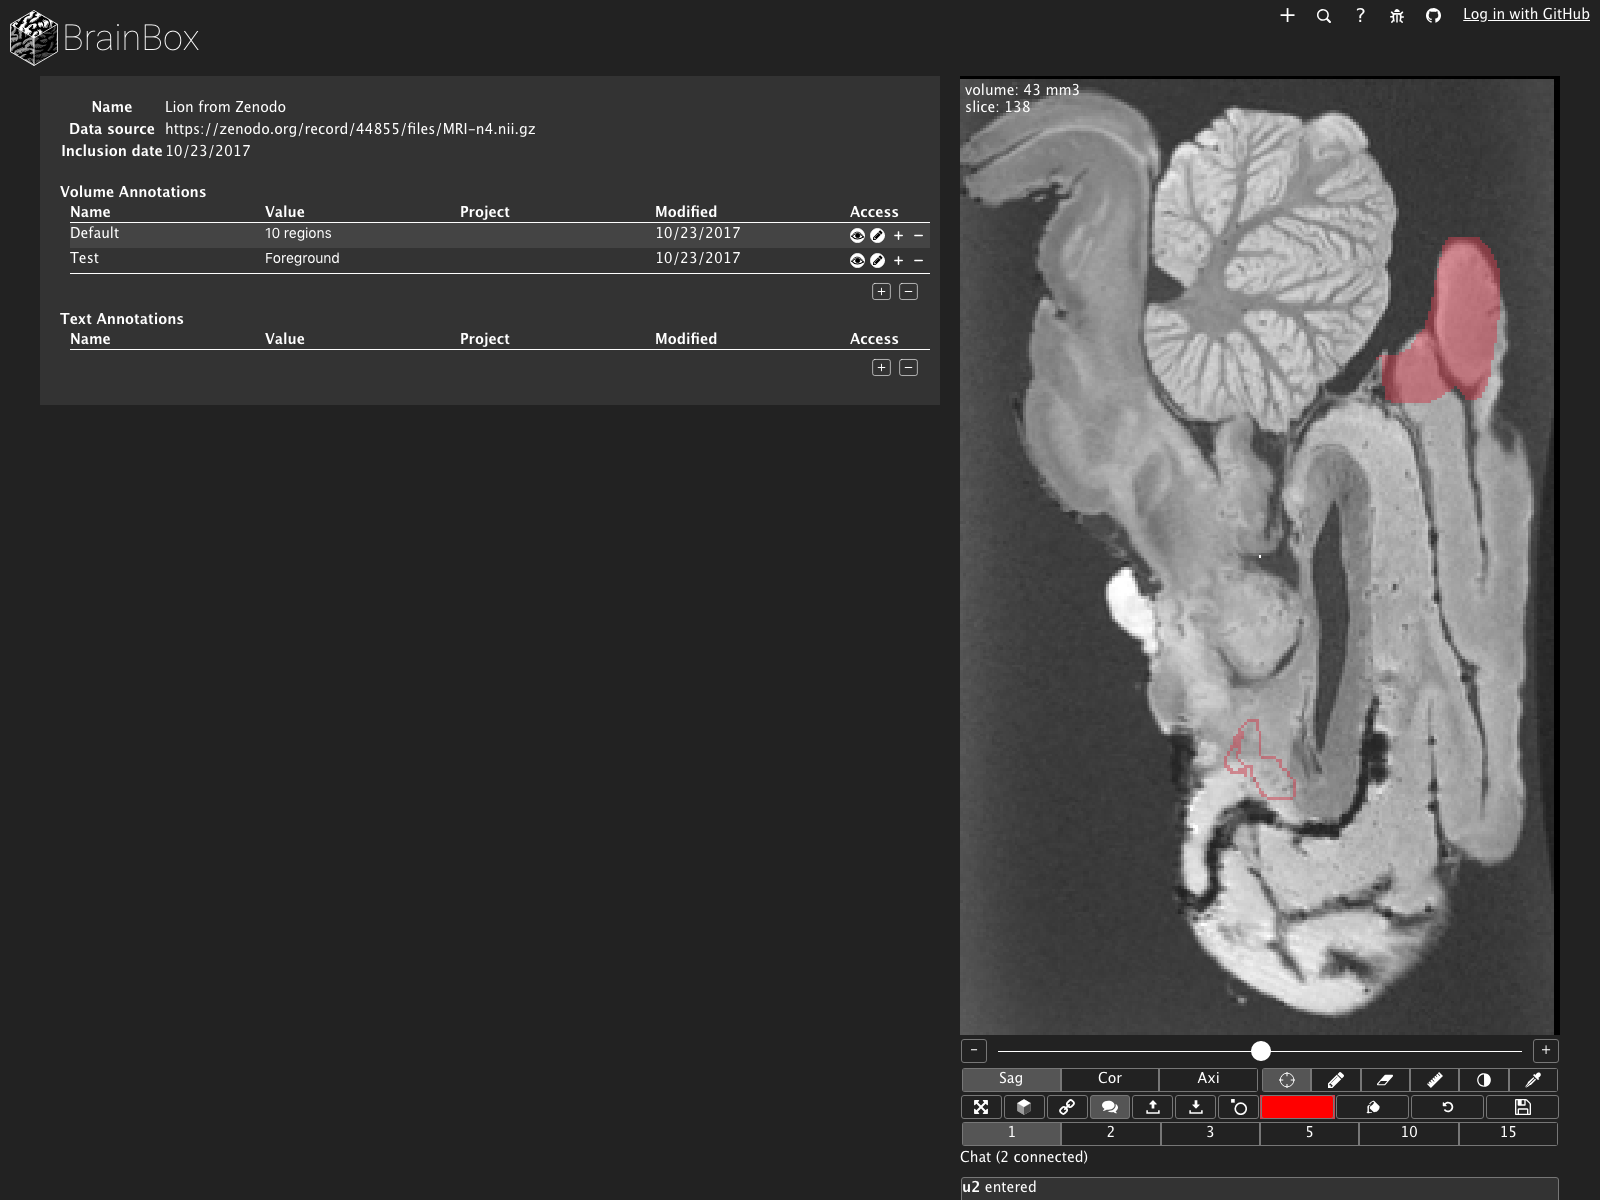 Log in with GitHub
BrainBox
Name Lion from Zenodo
Data source https://zenodo.org/record/44855/files/MRI-n4.nii.gz
Inclusion date 10/23/2017
Volume Annotations
Name Value Project Modified Access
Default 10 regions 10/23/2017 + −
Test Foreground 10/23/2017 + −
+ −
Text Annotations
Name Value Project Modified Access
+ −
volume: 43 mm3
slice: 138
- +
Sag Cor Axi
1 2 3 5 10 15
Chat (2 connected)
u2 entered